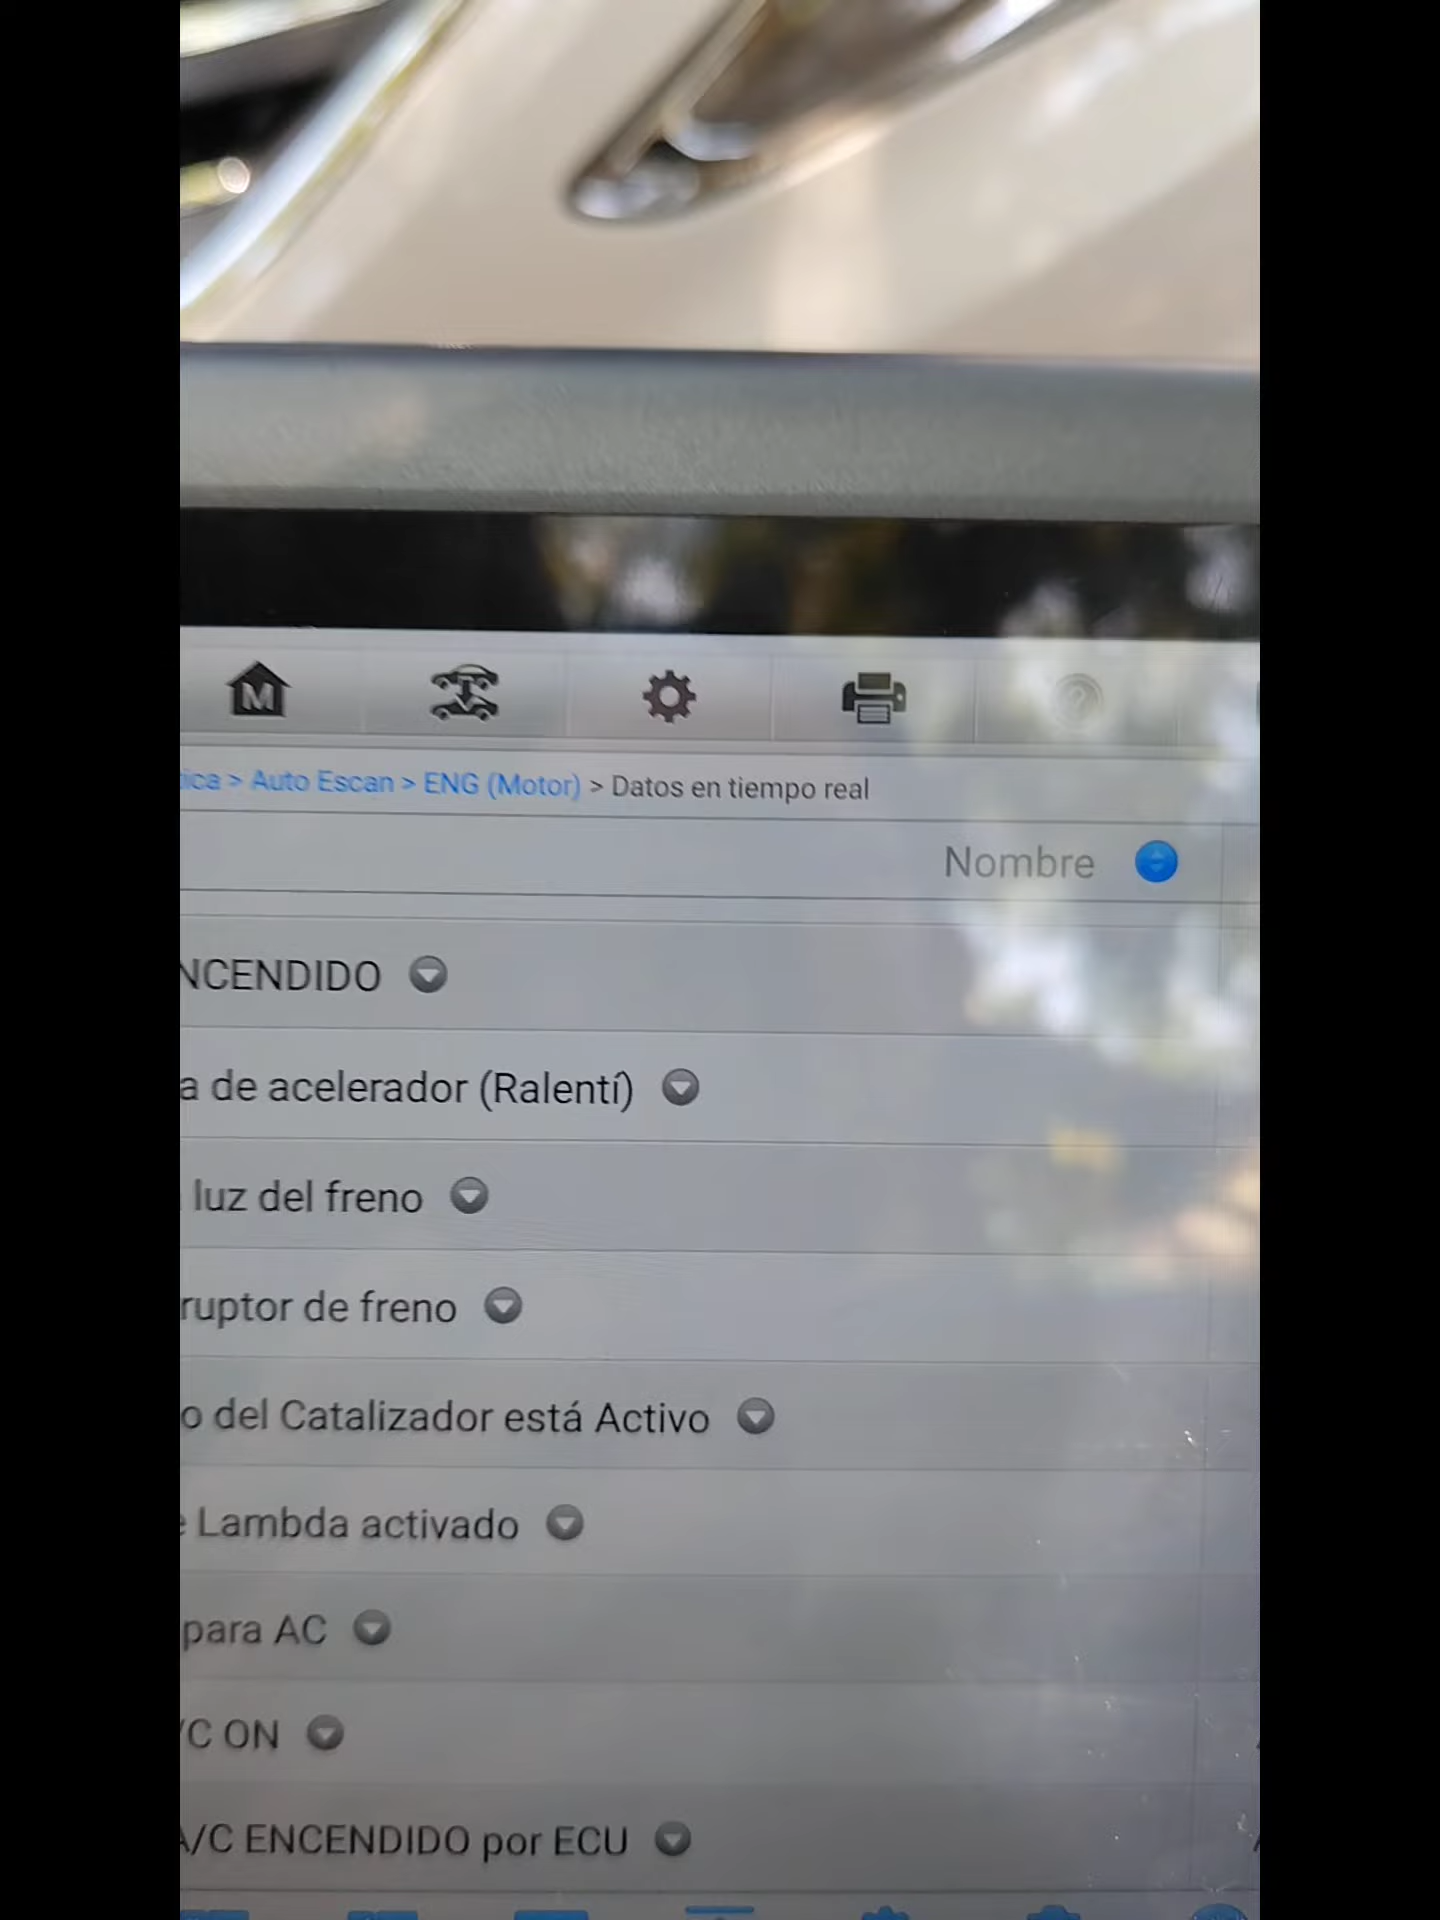 M
ica > Auto Escan > ENG (Motor) > Datos en tiempo real
Nombre
NCENDIDO
a de acelerador (Ralentí)
luz del freno
ruptor de freno
o del Catalizador está Activo
e Lambda activado
para AC
/C ON
A/C ENCENDIDO por ECU